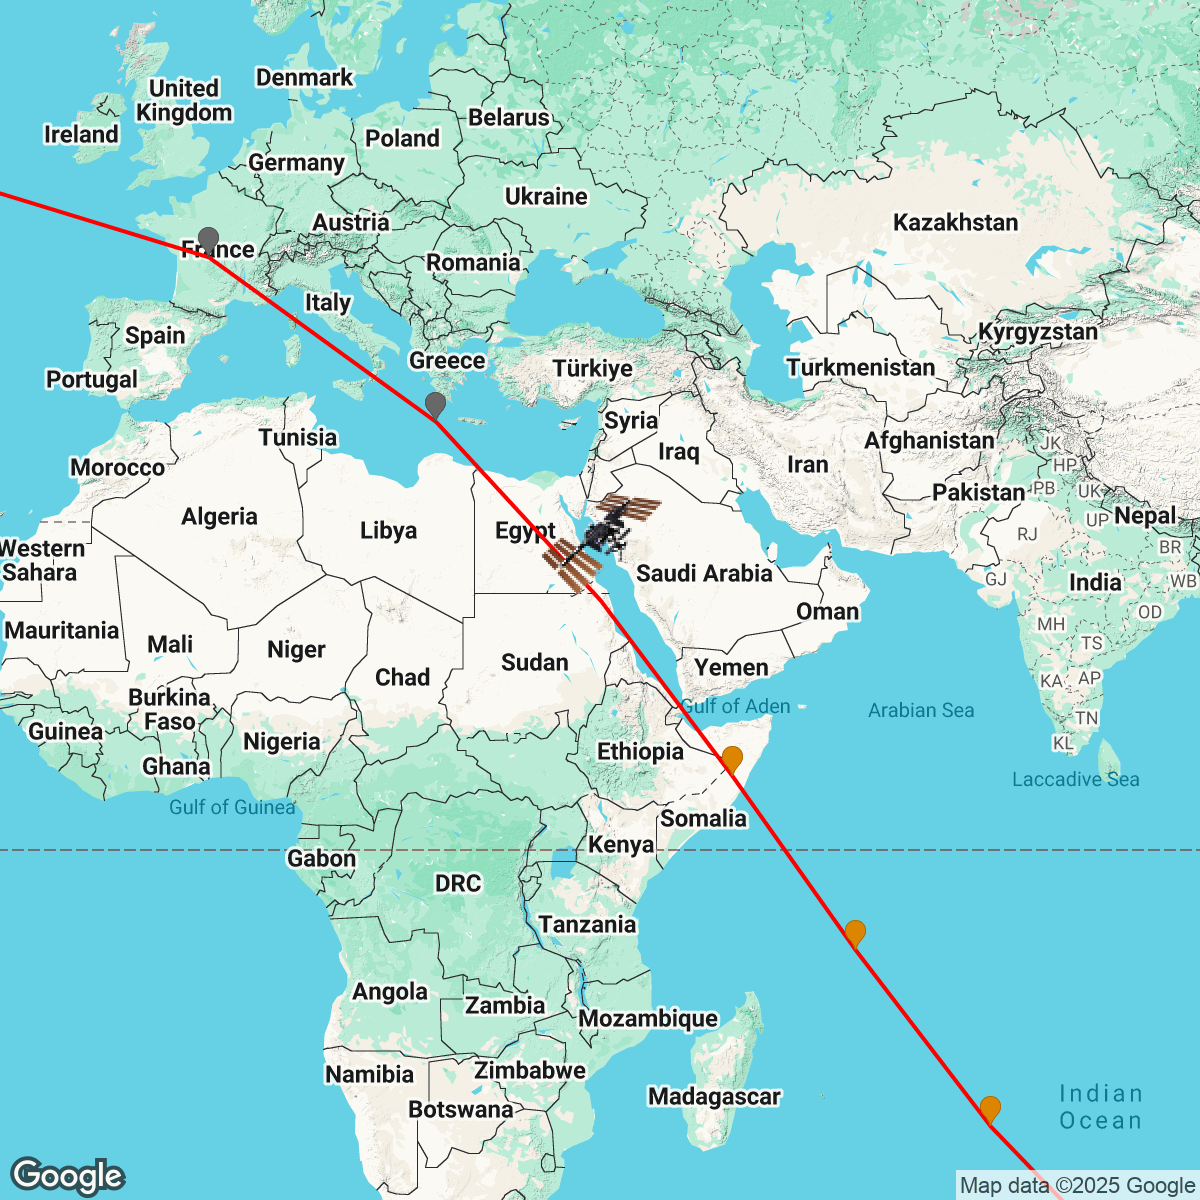 Denmark
United
Kingdom
Belarus
Ireland
Poland
Germany
Ukraine
Austria
Kazakhstan
France
Romania
Italy
Spain
Kyrgyzstan
Greece
Türkiye
Turkmenistan
Portugal
Syria
Tunisia
Afghanistan
JK
Iraq
Iran
HP
Morocco
Pakistan
PB
UK
Algeria
Libya
Egypt
UP
Nepal
RJ
Western
Sahara
BR
Saudi Arabia
GJ
India
WB
Oman
OD
Mauritania
Mali
MH
TS
Niger
Sudan
Yemen
Chad
KA
AP
Burkina
Faso
Gulf of Aden
Arabian Sea
TN
Guinea
Nigeria
KL
Ethiopia
Ghana
Laccadive Sea
Gulf of Guinea
Somalia
Kenya
Gabon
DRC
Tanzania
Angola
Zambia
Mozambique
Namibia
Zimbabwe
Madagascar
Indian
Ocean
Botswana
Google
Map data ©2025 Google